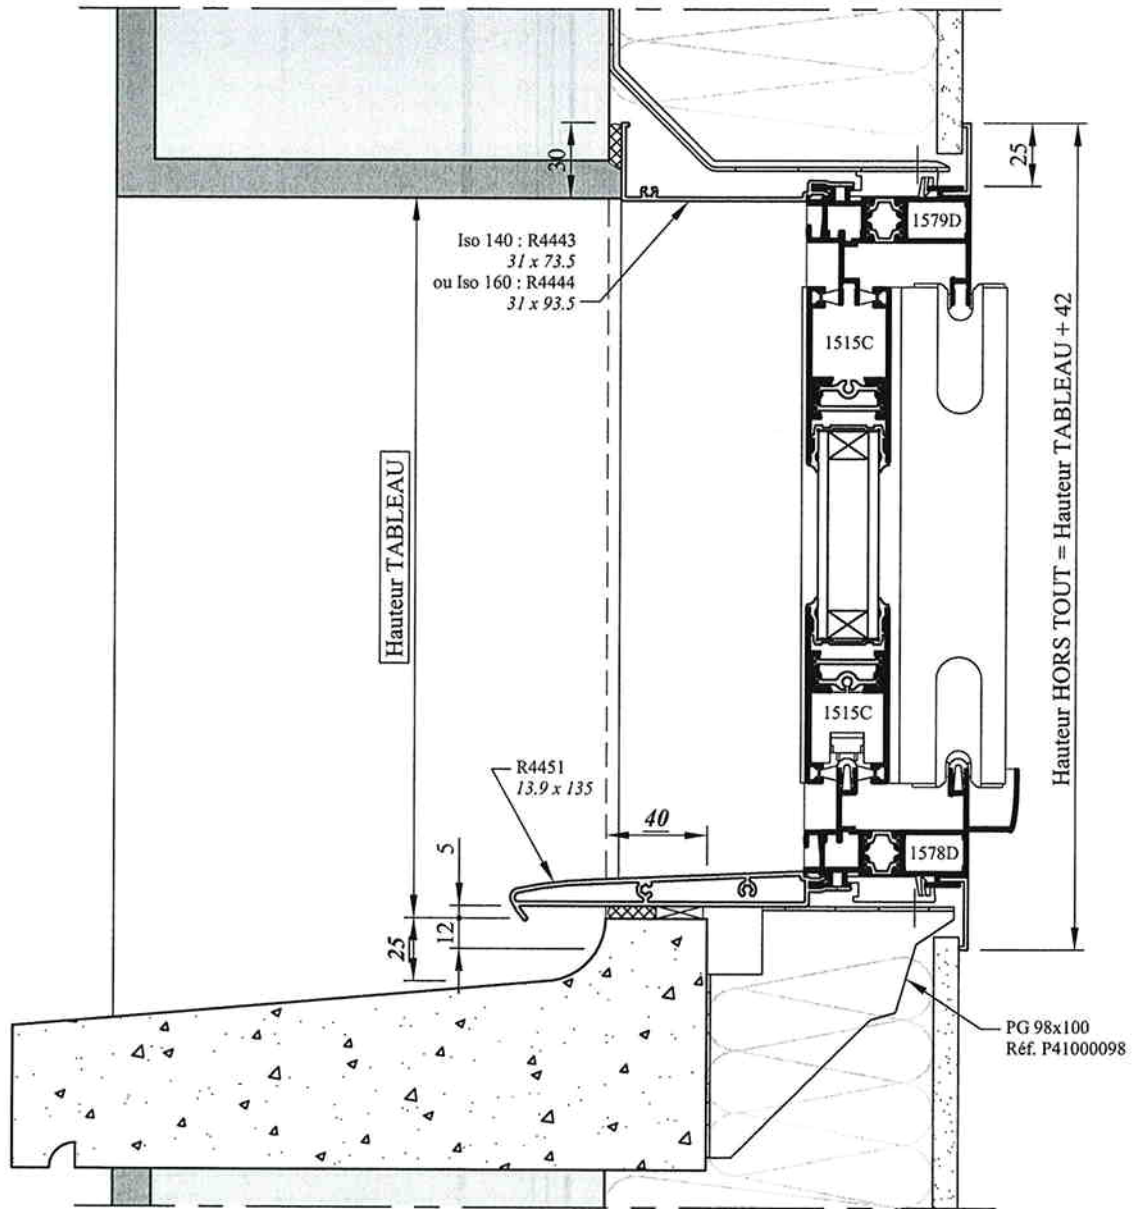 30
25
1579D
Iso 140 : R4443
31 x 73.5
ou Iso 160 : R4444
31 x 93.5
1515C
Hauteur TABLEAU
Hauteur HORS TOUT = Hauteur TABLEAU + 42
1515C
R4451
13.9 x 135
40
5
1578D
12
25
PG 98x100
Réf. P41000098